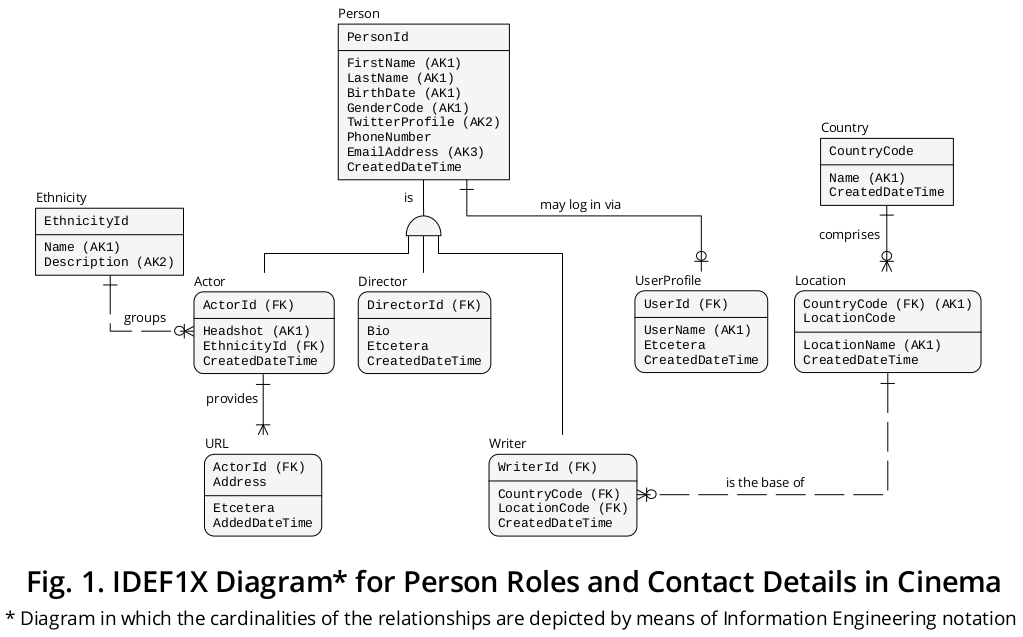 Person
PersonId
FirstName (AK1)
LastName (AK1)
BirthDate (AK1)
GenderCode (AK1)
TwitterProfile (AK2)
PhoneNumber
EmailAddress (AK3)
CreatedDateTime
Country
CountryCode
Name (AK1)
CreatedDateTime
Ethnicity
EthnicityId
Name (AK1)
Description (AK2)
is
may log in via
comprises
groups
Actor
ActorId (FK)
Headshot (AK1)
EthnicityId (FK)
CreatedDateTime
Director
DirectorId (FK)
Bio
Etcetera
CreatedDateTime
UserProfile
UserId (FK)
UserName (AK1)
Etcetera
CreatedDateTime
Location
CountryCode (FK) (AK1)
LocationCode
LocationName (AK1)
CreatedDateTime
provides
URL
ActorId (FK)
Address
Etcetera
AddedDateTime
Writer
WriterId (FK)
CountryCode (FK)
LocationCode (FK)
CreatedDateTime
is the base of
Fig. 1. IDEF1X Diagram* for Person Roles and Contact Details in Cinema
* Diagram in which the cardinalities of the relationships are depicted by means of Information Engineering notation